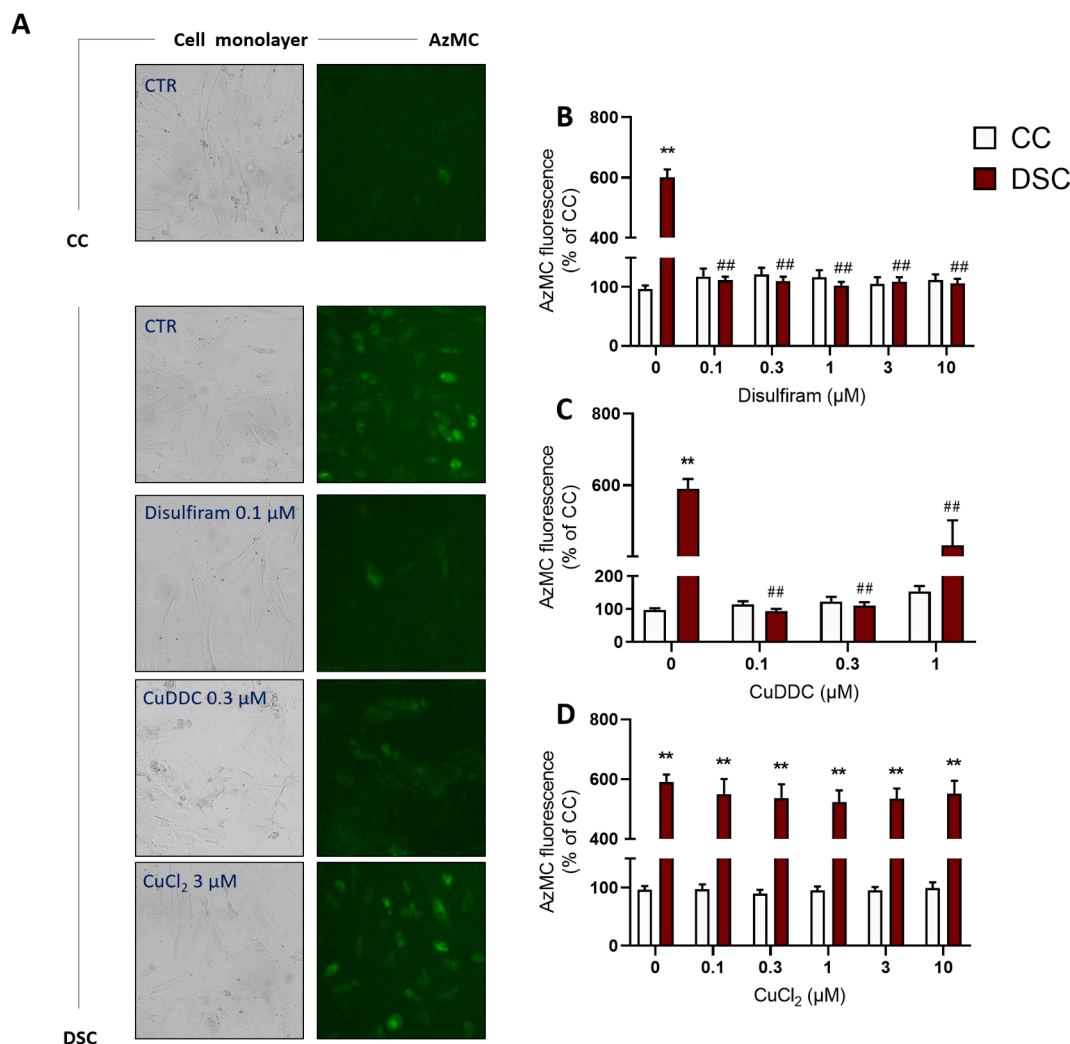 A
Cell monolayer
AzMC
CTR
CC
CTR
Disulfiram 0.1 µM
CuDDC 0.3 µM
CuCl₂ 3 µM
DSC
B
AzMC fluorescence
(% of CC)
800
600
400
100
0
**
##
##
##
##
##
0 0.1 0.3 1 3 10
Disulfiram (µM)
CC
DSC
C
AzMC fluorescence
(% of CC)
800
600
200
100
0
**
##
##
##
0 0.1 0.3 1
CuDDC (µM)
D
AzMC fluorescence
(% of CC)
800
600
400
100
0
**
**
**
**
**
**
0 0.1 0.3 1 3 10
CuCl₂ (µM)